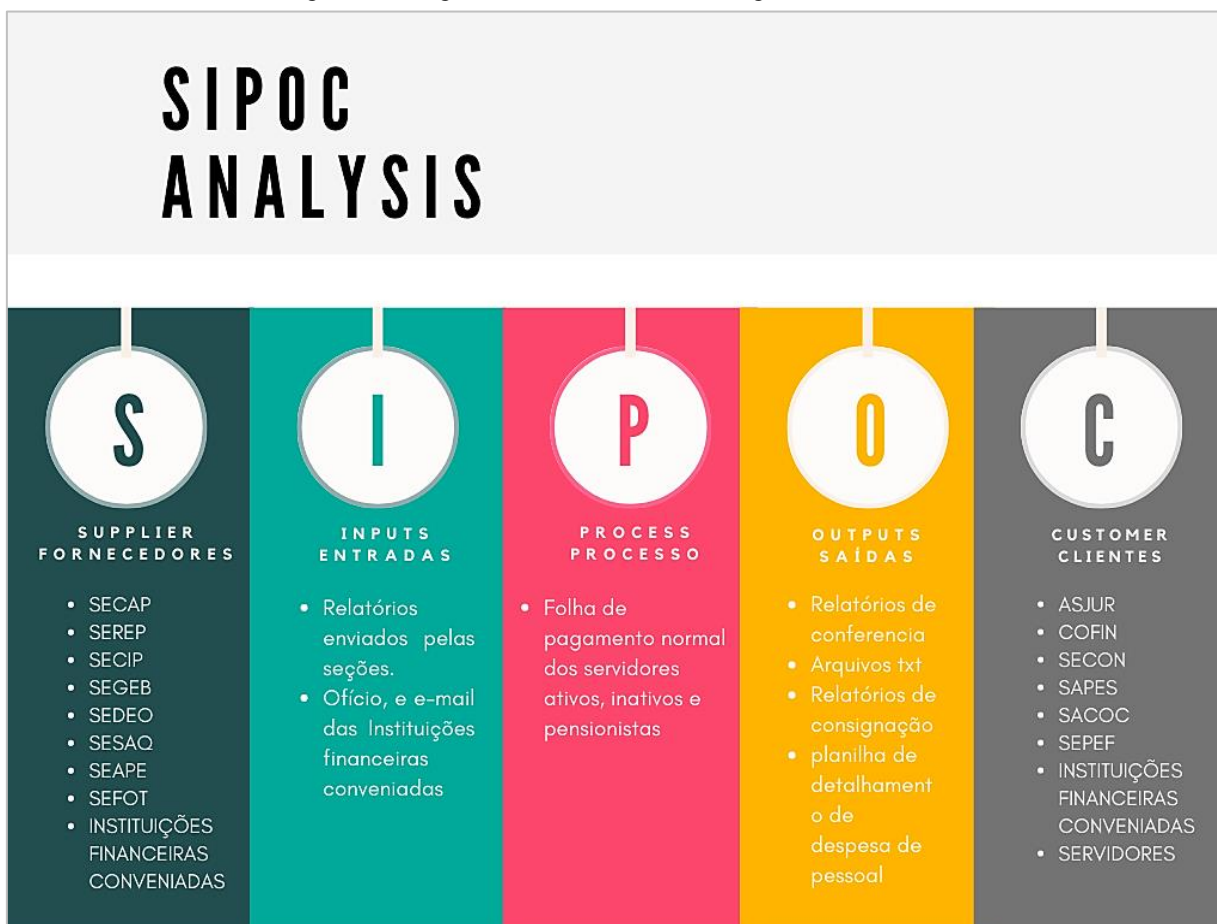 SIPOC
ANALYSIS
S
SUPPLIER
FORNECEDORES
• SECAP
• SEREP
• SECIP
• SEGEB
• SEDEO
• SESAQ
• SEAPE
• SEFOT
• INSTITUIÇÕES
FINANCEIRAS
CONVENIADAS
I
INPUTS
ENTRADAS
• Relatórios
enviados pelas
seções.
• Ofício, e e-mail
das Instituições
financeiras
conveniadas
P
PROCESS
PROCESSO
• Folha de
pagamento normal
dos servidores
ativos, inativos e
pensionistas
O
OUTPUTS
SAÍDAS
• Relatórios de
conferencia
• Arquivos txt
• Relatórios de
consignação
• planilha de
detalhament
o de
despesa de
pessoal
C
CUSTOMER
CLIENTES
• ASJUR
• COFIN
• SECON
• SAPES
• SACOC
• SEPEF
• INSTITUIÇÕES
FINANCEIRAS
CONVENIADAS
• SERVIDORES